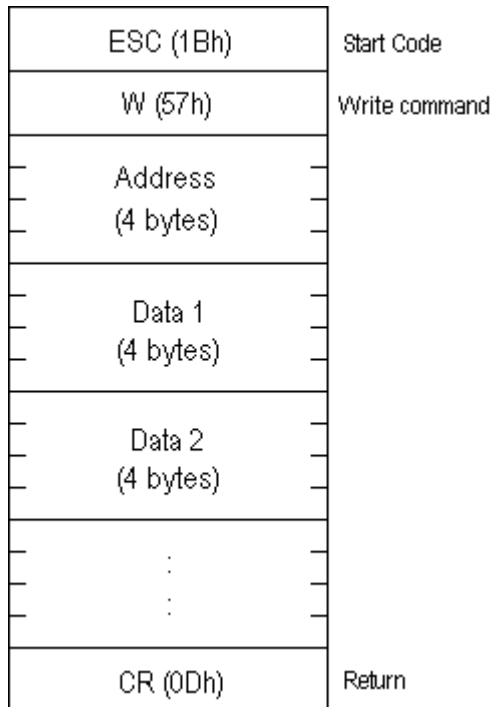 ESC (1Bh) Start Code
W (57h) Write command
Address
(4 bytes)
Data 1
(4 bytes)
Data 2
(4 bytes)
:
:
CR (0Dh) Return